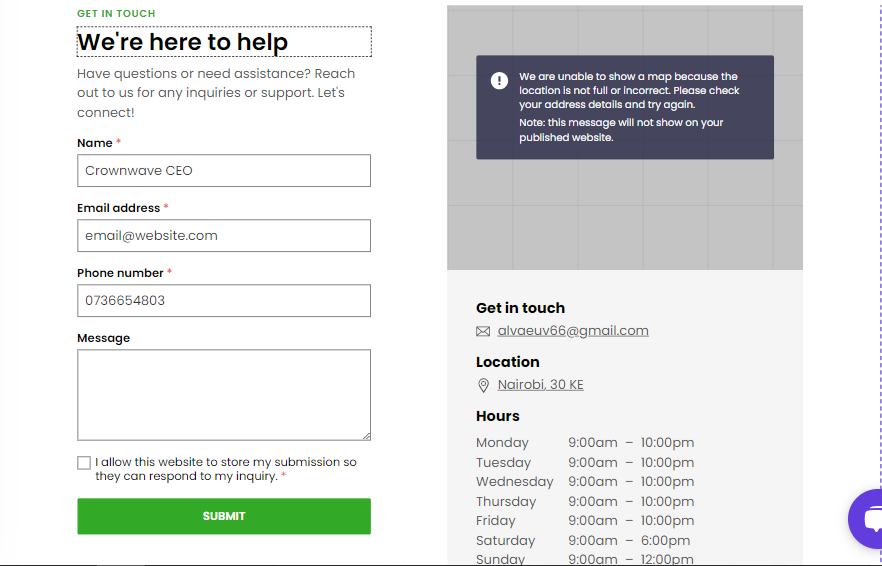 GET IN TOUCH
We're here to help
Have questions or need assistance? Reach
out to us for any inquiries or support. Let's
connect!
Name *
Crownwave CEO
Email address *
email@website.com
Phone number *
0736654803
Message
I allow this website to store my submission so
they can respond to my inquiry. *
SUBMIT
We are unable to show a map because the
location is not full or incorrect. Please check
your address details and try again.
Note: this message will not show on your
published website.
Get in touch
alvaeuv66@gmail.com
Location
Nairobi, 30 KE
Hours
Monday 9:00am – 10:00pm
Tuesday 9:00am – 10:00pm
Wednesday 9:00am – 10:00pm
Thursday 9:00am – 10:00pm
Friday 9:00am – 10:00pm
Saturday 9:00am – 6:00pm
Sunday 9:00am – 12:00pm